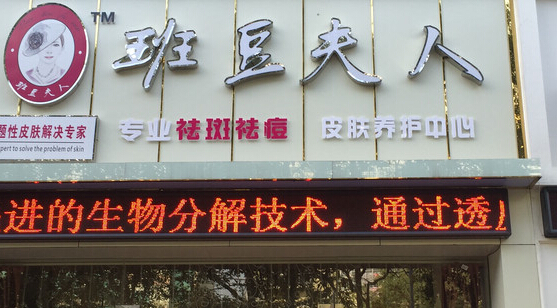 TM
班豆夫人
班豆夫人
题性皮肤解决专家
pert to solve the problem of skin
专业祛斑祛痘 皮肤养护中心
进的生物分解技术，通过透